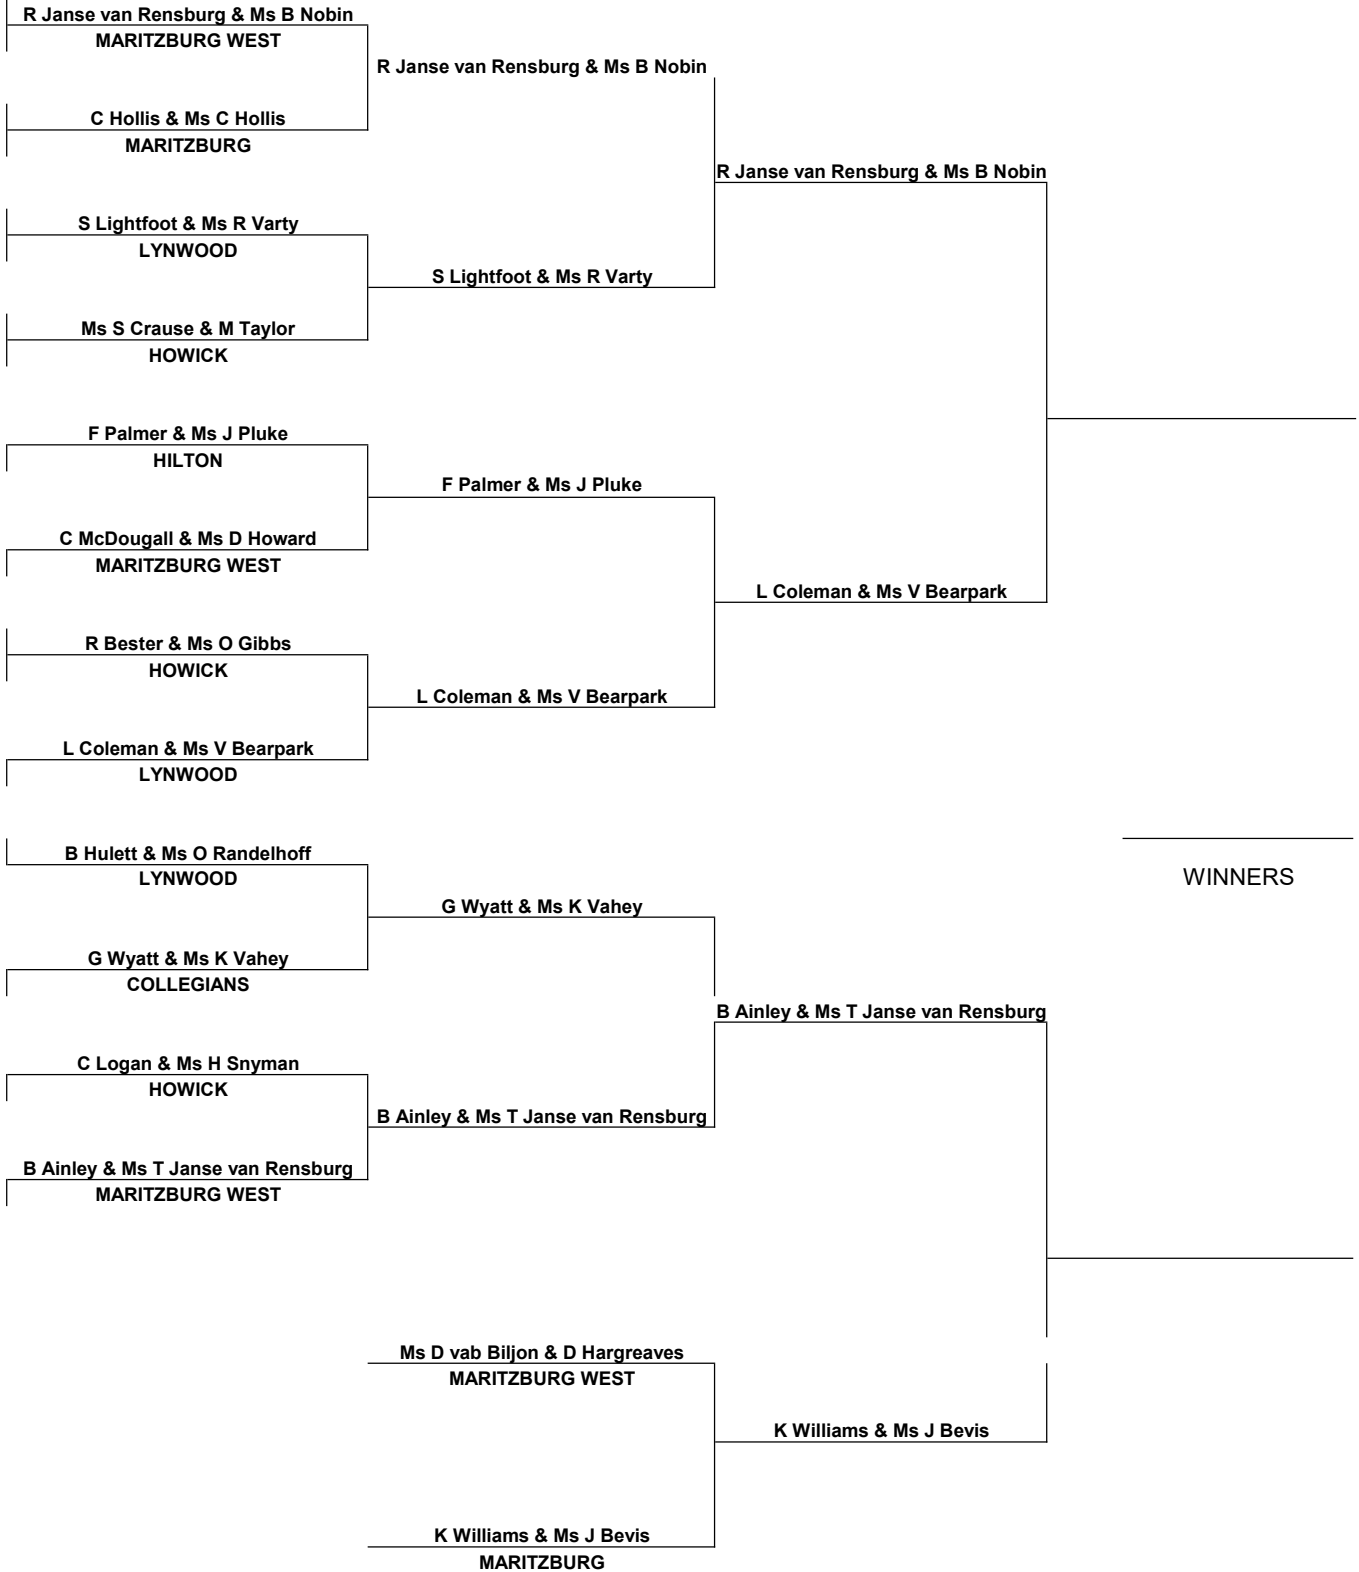 R Janse van Rensburg & Ms B Nobin
MARITZBURG WEST
R Janse van Rensburg & Ms B Nobin
C Hollis & Ms C Hollis
MARITZBURG
R Janse van Rensburg & Ms B Nobin
S Lightfoot & Ms R Varty
LYNWOOD
S Lightfoot & Ms R Varty
Ms S Crause & M Taylor
HOWICK
F Palmer & Ms J Pluke
HILTON
F Palmer & Ms J Pluke
C McDougall & Ms D Howard
MARITZBURG WEST
L Coleman & Ms V Bearpark
R Bester & Ms O Gibbs
HOWICK
L Coleman & Ms V Bearpark
L Coleman & Ms V Bearpark
LYNWOOD
B Hulett & Ms O Randelhoff
LYNWOOD
WINNERS
G Wyatt & Ms K Vahey
G Wyatt & Ms K Vahey
COLLEGIANS
B Ainley & Ms T Janse van Rensburg
C Logan & Ms H Snyman
HOWICK
B Ainley & Ms T Janse van Rensburg
B Ainley & Ms T Janse van Rensburg
MARITZBURG WEST
Ms D vab Biljon & D Hargreaves
MARITZBURG WEST
K Williams & Ms J Bevis
K Williams & Ms J Bevis
MARITZBURG